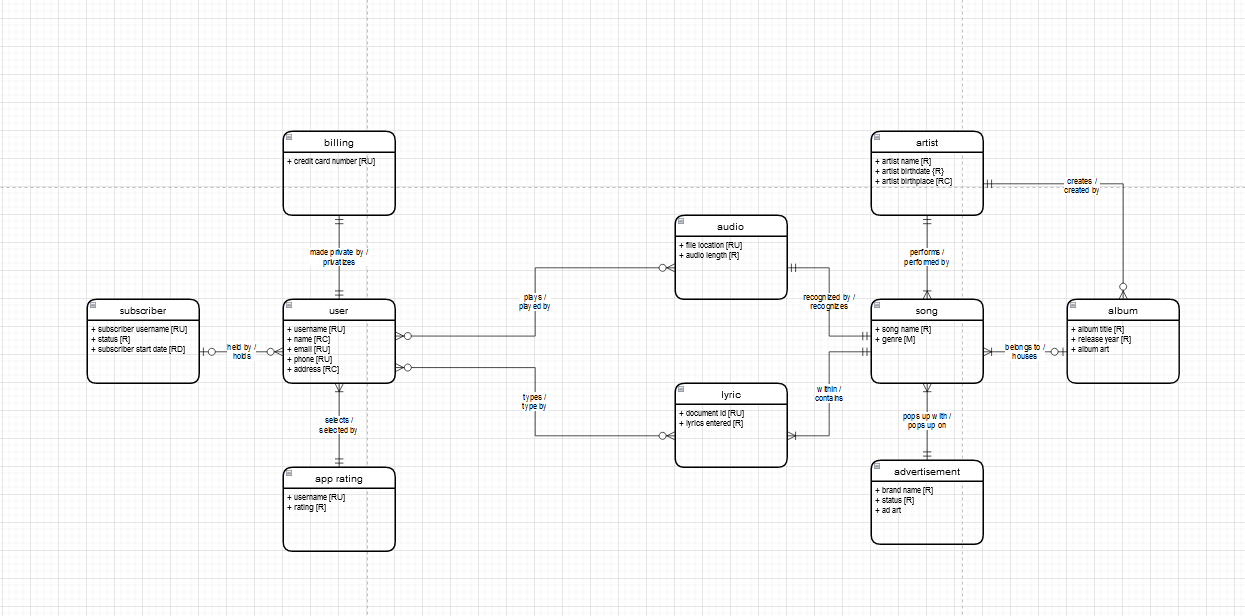 billing
+ credit card number [RU]
artist
+ artist name [R]
+ artist birthdate {R}
+ artist birthplace [RC]
creates /
created by
audio
+ file location [RU]
+ audio length [R]
made private by /
privatizes
performs /
performed by
subscriber
+ subscriber username [RU]
+ status [R]
+ subscriber start date [RD]
held by /
holds
user
+ username [RU]
+ name [RC]
+ email [RU]
+ phone [RU]
+ address [RC]
plays /
played by
recognized by /
recognizes
song
+ song name [R]
+ genre [M]
belongs to /
houses
album
+ album title [R]
+ release year [R]
+ album art
types /
type by
lyric
+ document id [RU]
+ lyrics entered [R]
within /
contains
selects /
selected by
pops up with /
pops up on
app rating
+ username [RU]
+ rating [R]
advertisement
+ brand name [R]
+ status [R]
+ ad art